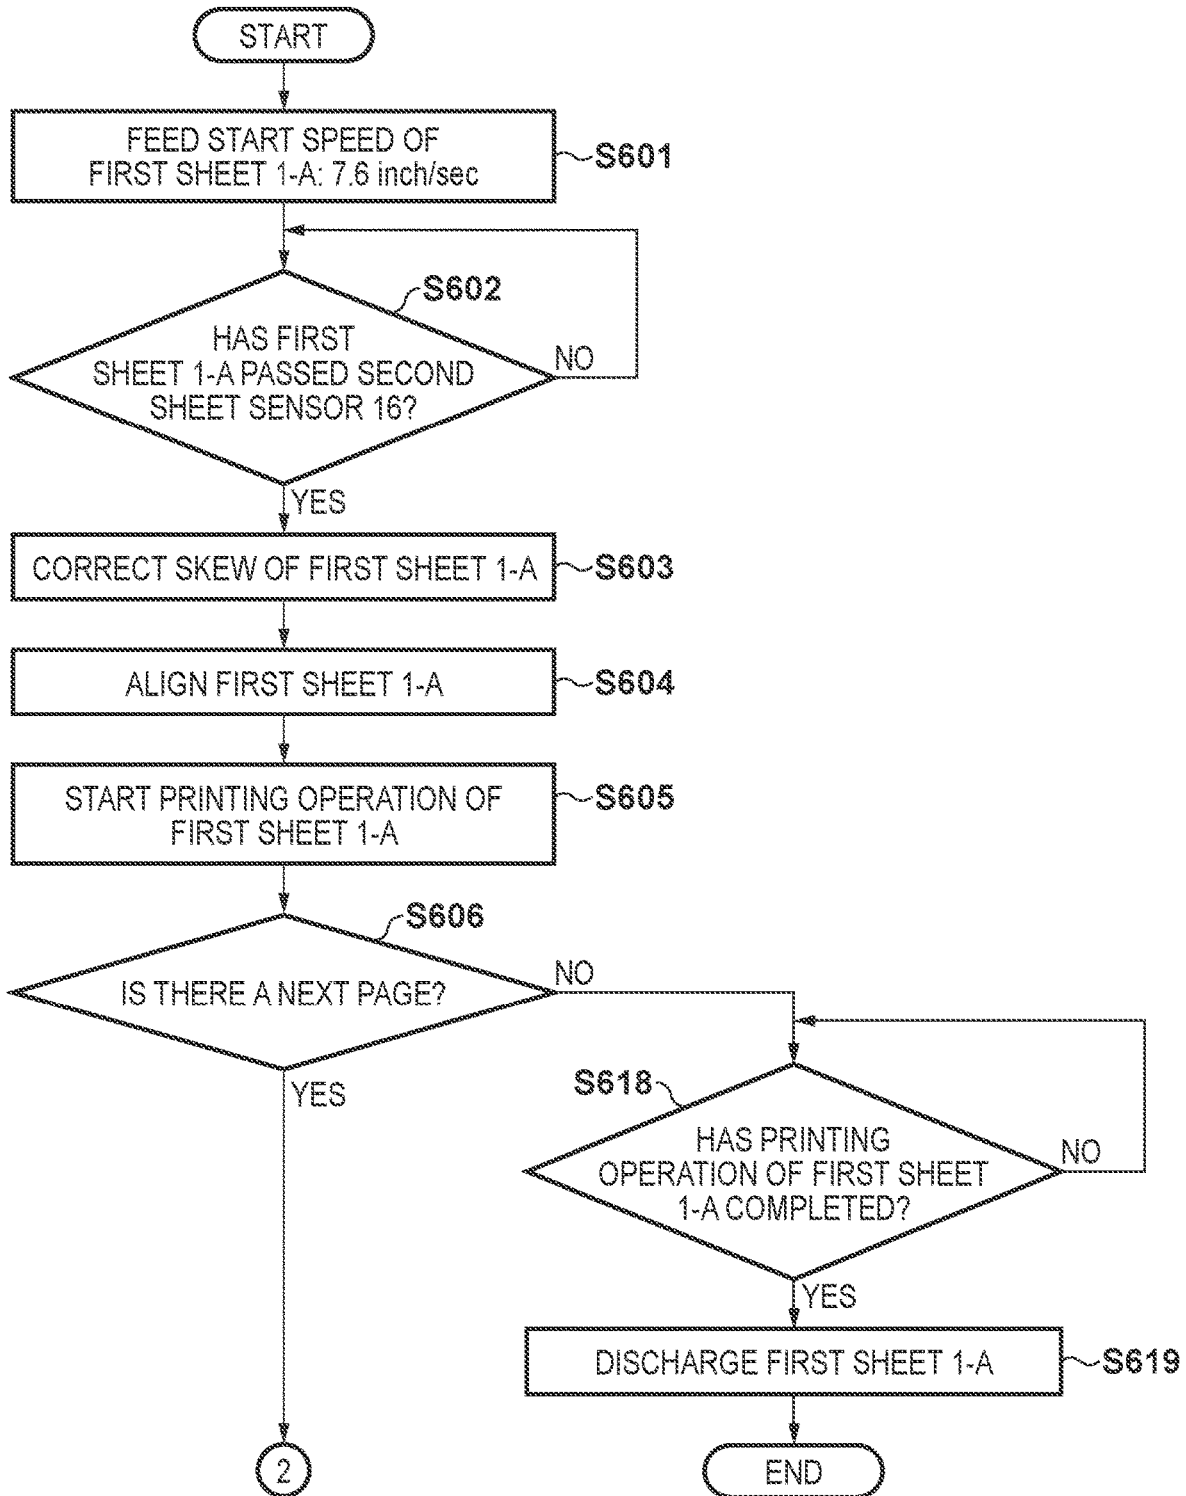 START
FEED START SPEED OF
FIRST SHEET 1-A: 7.6 inch/sec
S601
S602
HAS FIRST
SHEET 1-A PASSED SECOND
SHEET SENSOR 16?
NO
YES
CORRECT SKEW OF FIRST SHEET 1-A
S603
ALIGN FIRST SHEET 1-A
S604
START PRINTING OPERATION OF
FIRST SHEET 1-A
S605
S606
IS THERE A NEXT PAGE?
NO
YES
S618
HAS PRINTING
OPERATION OF FIRST SHEET
1-A COMPLETED?
NO
YES
DISCHARGE FIRST SHEET 1-A
S619
2
END